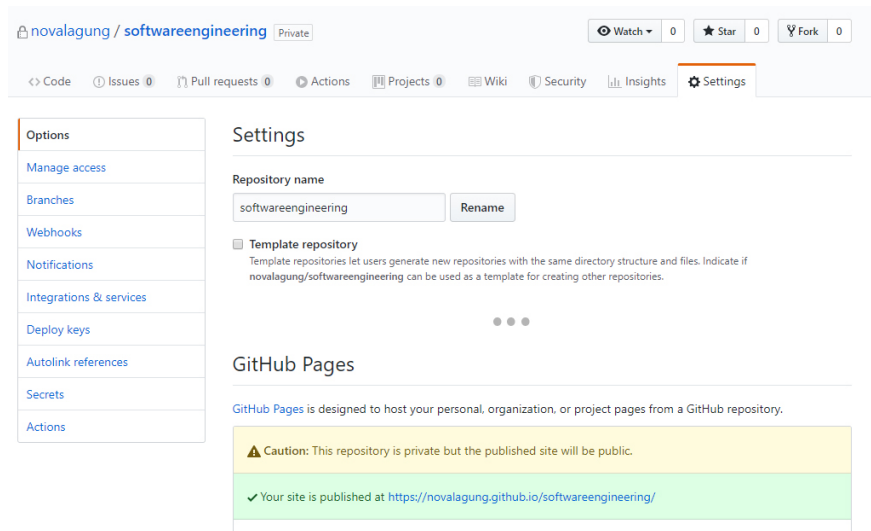 novalagung / softwareengineering Private
Watch 0 Star 0 Fork 0
Code Issues 0 Pull requests 0 Actions Projects 0 Wiki Security Insights Settings
Options
Manage access
Branches
Webhooks
Notifications
Integrations & services
Deploy keys
Autolink references
Secrets
Actions
Settings
Repository name
softwareengineering Rename
Template repository
Template repositories let users generate new repositories with the same directory structure and files. Indicate if
novalagung/softwareengineering can be used as a template for creating other repositories.
GitHub Pages
GitHub Pages is designed to host your personal, organization, or project pages from a GitHub repository.
Caution: This repository is private but the published site will be public.
Your site is published at https://novalagung.github.io/softwareengineering/